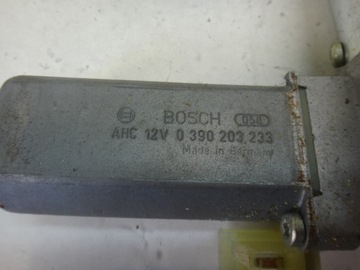 BOSCH
AHC 12V 0 390 203 233
Made in Germany